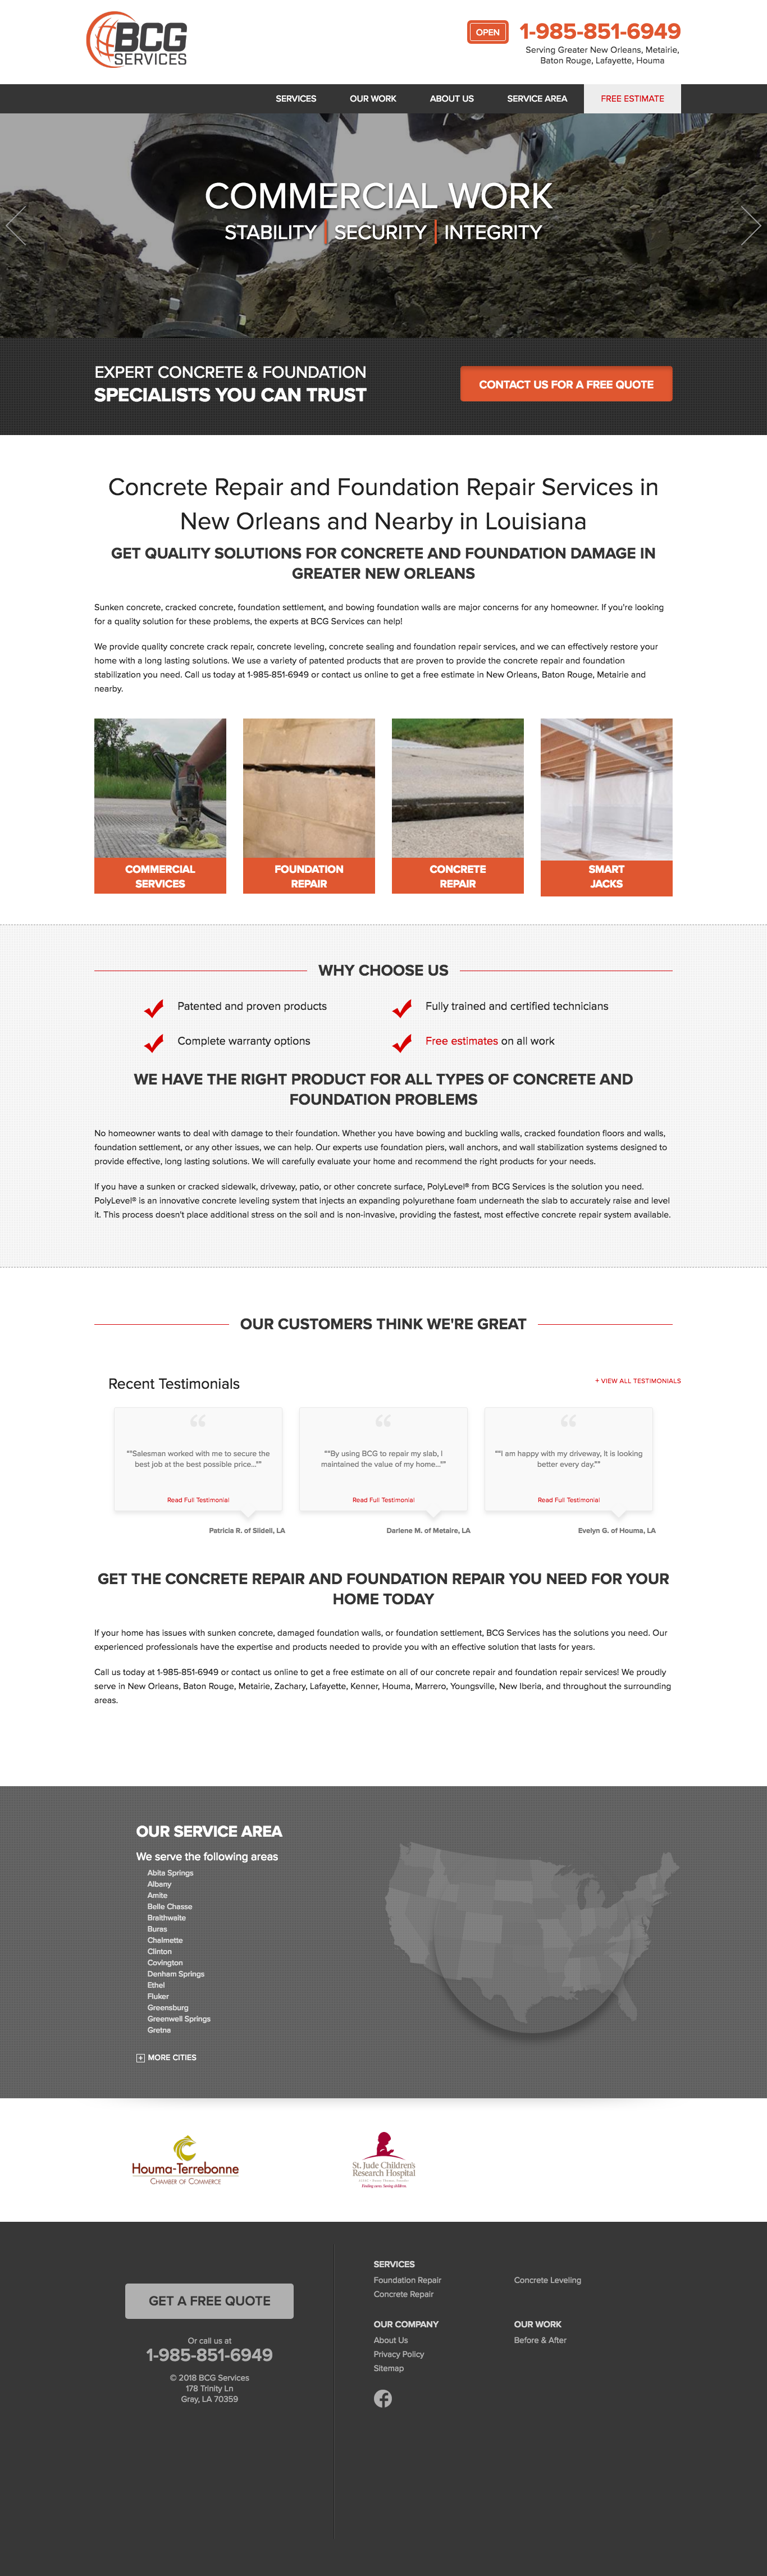 BCG
SERVICES
OPEN
1-985-851-6949
Serving Greater New Orleans, Metairie,
Baton Rouge, Lafayette, Houma
SERVICES
OUR WORK
ABOUT US
SERVICE AREA
FREE ESTIMATE
COMMERCIAL WORK
STABILITY | SECURITY | INTEGRITY
EXPERT CONCRETE & FOUNDATION
SPECIALISTS YOU CAN TRUST
CONTACT US FOR A FREE QUOTE
Concrete Repair and Foundation Repair Services in
New Orleans and Nearby in Louisiana
GET QUALITY SOLUTIONS FOR CONCRETE AND FOUNDATION DAMAGE IN
GREATER NEW ORLEANS
Sunken concrete, cracked concrete, foundation settlement, and bowing foundation walls are major concerns for any homeowner. If you're looking
for a quality solution for these problems, the experts at BCG Services can help!
We provide quality concrete crack repair, concrete leveling, concrete sealing and foundation repair services, and we can effectively restore your
home with a long lasting solutions. We use a variety of patented products that are proven to provide the concrete repair and foundation
stabilization you need. Call us today at 1-985-851-6949 or contact us online to get a free estimate in New Orleans, Baton Rouge, Metairie and
nearby.
COMMERCIAL
SERVICES
FOUNDATION
REPAIR
CONCRETE
REPAIR
SMART
JACKS
WHY CHOOSE US
Patented and proven products
Fully trained and certified technicians
Complete warranty options
Free estimates on all work
WE HAVE THE RIGHT PRODUCT FOR ALL TYPES OF CONCRETE AND
FOUNDATION PROBLEMS
No homeowner wants to deal with damage to their foundation. Whether you have bowing and buckling walls, cracked foundation floors and walls,
foundation settlement, or any other issues, we can help. Our experts use foundation piers, wall anchors, and wall stabilization systems designed to
provide effective, long lasting solutions. We will carefully evaluate your home and recommend the right products for your needs.
If you have a sunken or cracked sidewalk, driveway, patio, or other concrete surface, PolyLevel® from BCG Services is the solution you need.
PolyLevel® is an innovative concrete leveling system that injects an expanding polyurethane foam underneath the slab to accurately raise and level
it. This process doesn't place additional stress on the soil and is non-invasive, providing the fastest, most effective concrete repair system available.
OUR CUSTOMERS THINK WE'RE GREAT
Recent Testimonials
+ VIEW ALL TESTIMONIALS
““
""Salesman worked with me to secure the
best job at the best possible price...""
Read Full Testimonial
Patricia R. of Slidell, LA
““
""By using BCG to repair my slab, I
maintained the value of my home...""
Read Full Testimonial
Darlene M. of Metaire, LA
““
""I am happy with my driveway, It is looking
better every day.""
Read Full Testimonial
Evelyn G. of Houma, LA
GET THE CONCRETE REPAIR AND FOUNDATION REPAIR YOU NEED FOR YOUR
HOME TODAY
If your home has issues with sunken concrete, damaged foundation walls, or foundation settlement, BCG Services has the solutions you need. Our
experienced professionals have the expertise and products needed to provide you with an effective solution that lasts for years.
Call us today at 1-985-851-6949 or contact us online to get a free estimate on all of our concrete repair and foundation repair services! We proudly
serve in New Orleans, Baton Rouge, Metairie, Zachary, Lafayette, Kenner, Houma, Marrero, Youngsville, New Iberia, and throughout the surrounding
areas.
OUR SERVICE AREA
We serve the following areas
Abita Springs
Albany
Amite
Belle Chasse
Braithwaite
Buras
Chalmette
Clinton
Covington
Denham Springs
Ethel
Fluker
Greensburg
Greenwell Springs
Gretna
MORE CITIES
Houma-Terrebonne
CHAMBER OF COMMERCE
St. Jude Children's
Research Hospital
Finding cures. Saving children.
GET A FREE QUOTE
Or call us at
1-985-851-6949
© 2018 BCG Services
178 Trinity Ln
Gray, LA 70359
SERVICES
Foundation Repair
Concrete Leveling
Concrete Repair
OUR COMPANY
About Us
Privacy Policy
Sitemap
OUR WORK
Before & After